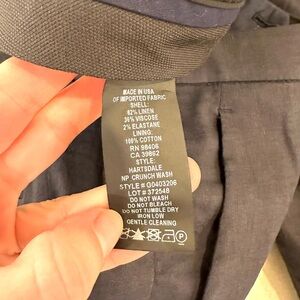 MADE IN USA
OF IMPORTED FABRIC
SHELL:
62% LINEN
36% VISCOSE
2% ELASTANE
LINING:
100% COTTON
RN 98406
CA 39862
STYLE:
HARTSDALE
NP_CRUNCH WASH
STYLE # G0403206
LOT # 372548
DO NOT WASH
DO NOT BLEACH
DO NOT TUMBLE DRY
IRON LOW
GENTLE CLEANING
P